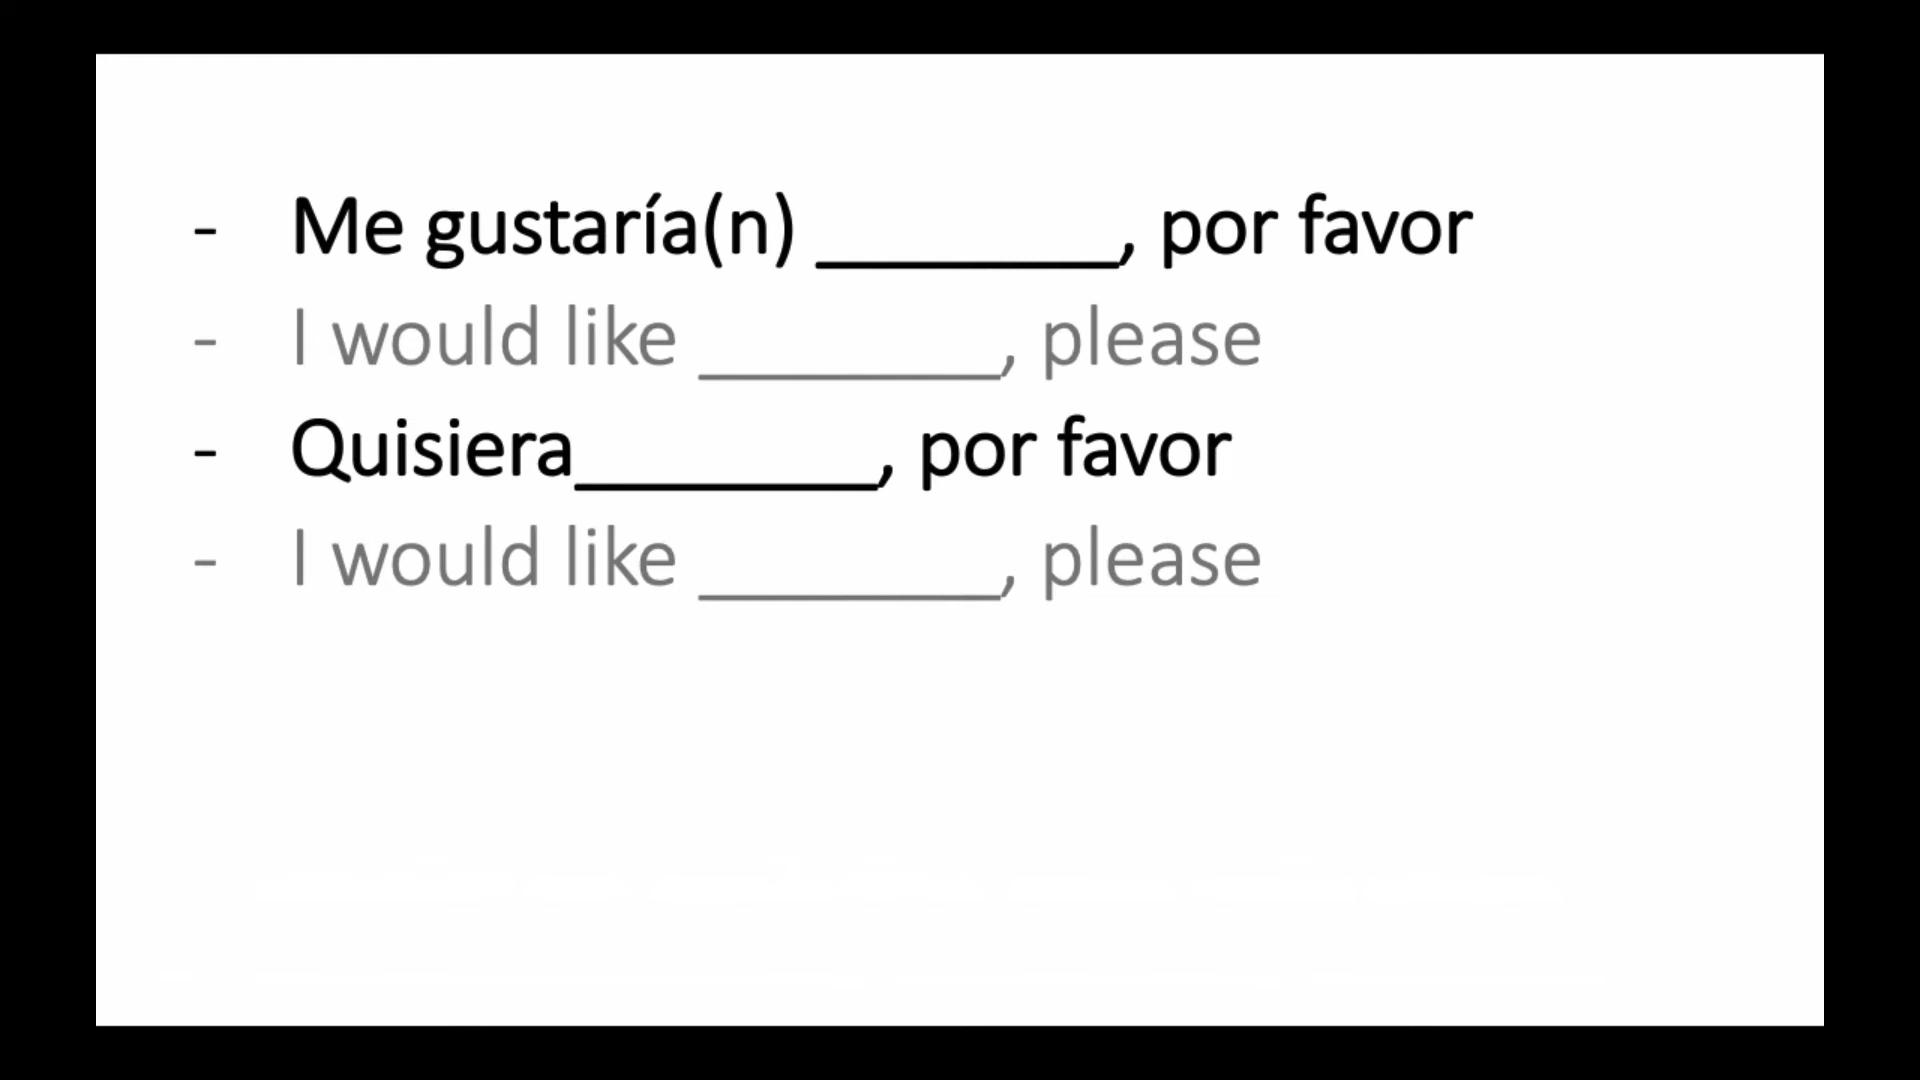 - Me gustaría(n) ________, por favor
- I would like ________, please
- Quisiera________, por favor
- I would like ________, please